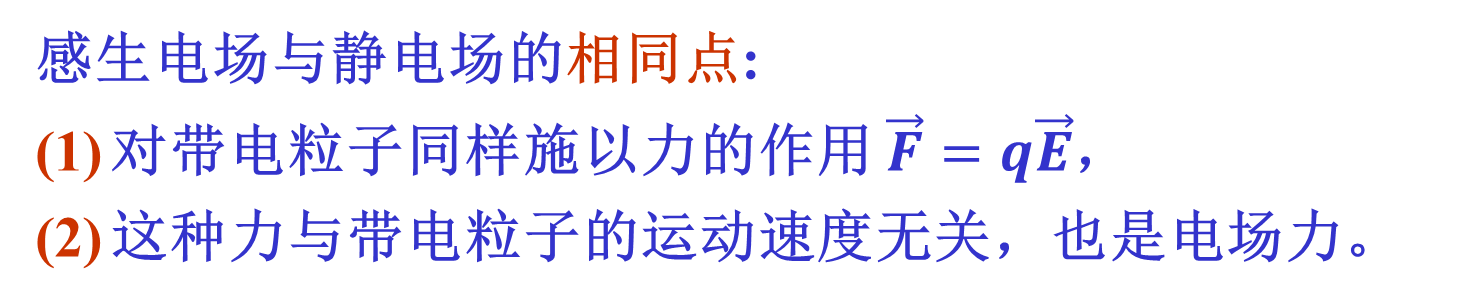 感生电场与静电场的相同点:
(1)对带电粒子同样施以力的作用 $\vec{F} = q\vec{E}$，
(2)这种力与带电粒子的运动速度无关，也是电场力。